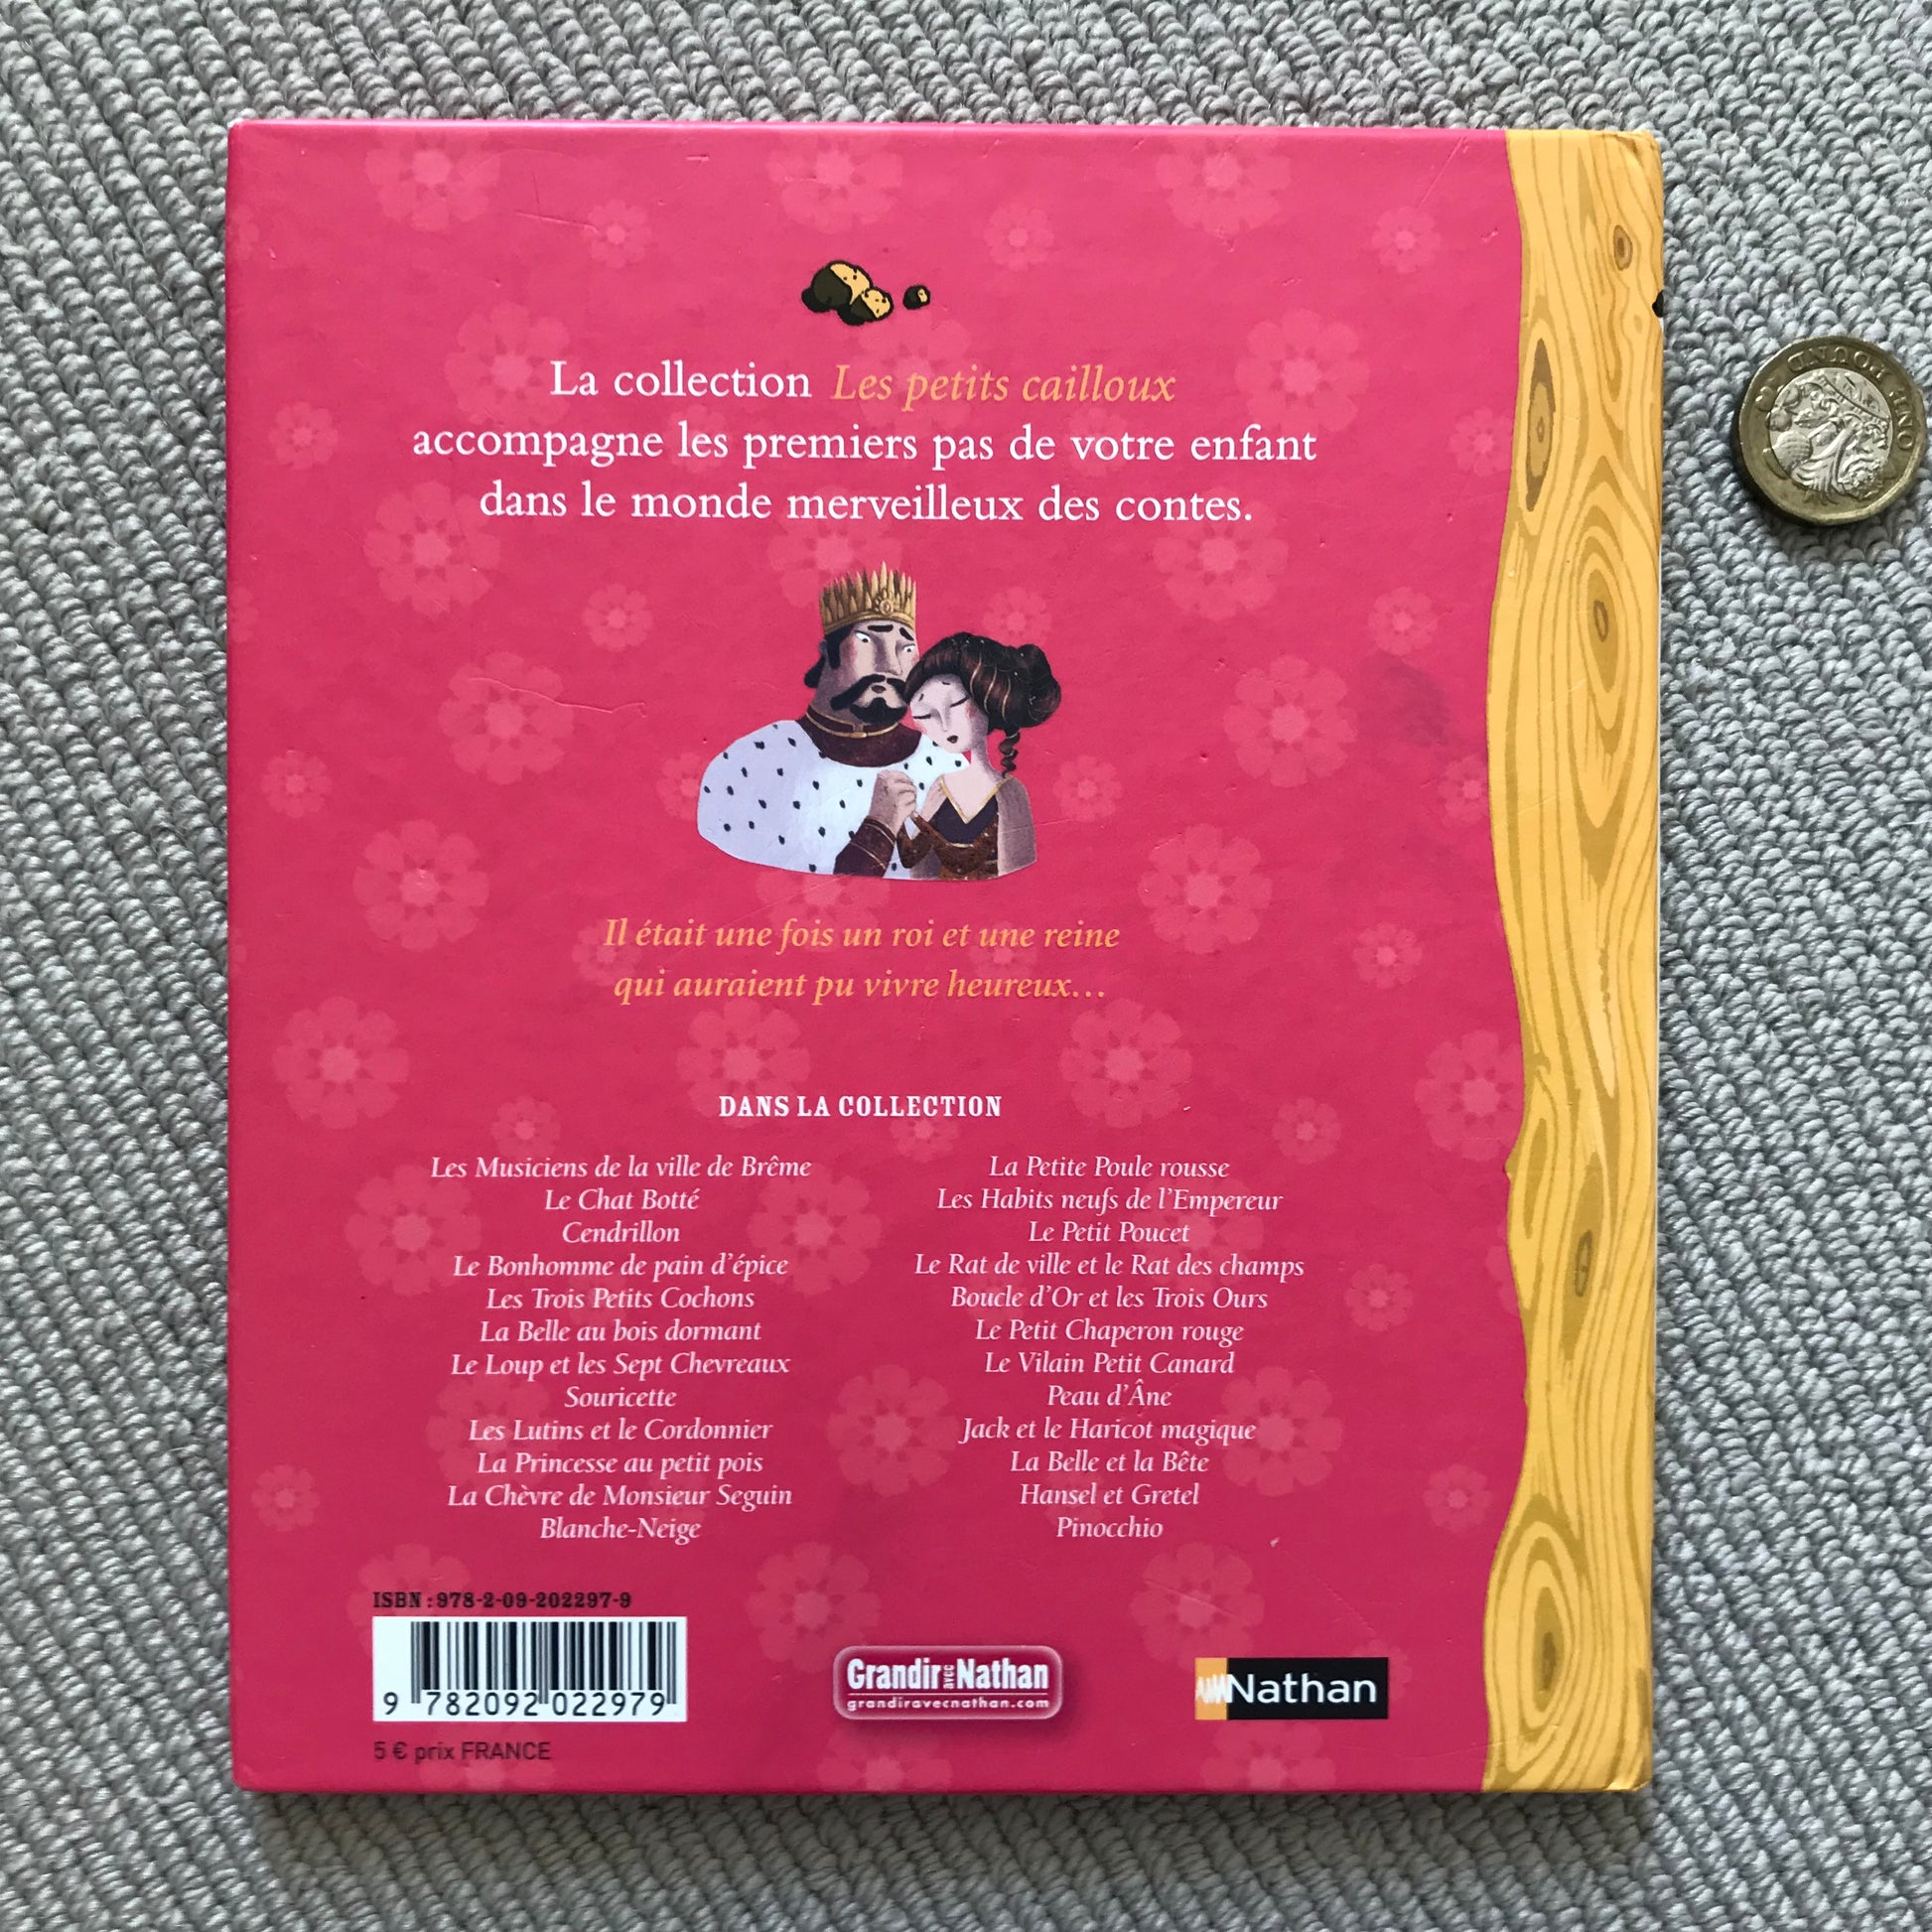 La collection Les petits cailloux
accompagne les premiers pas de votre enfant
dans le monde merveilleux des contes.
Il était une fois un roi et une reine
qui auraient pu vivre heureux…
DANS LA COLLECTION
Les Musiciens de la ville de Brême
Le Chat Botté
Cendrillon
Le Bonhomme de pain d'épice
Les Trois Petits Cochons
La Belle au bois dormant
Le Loup et les Sept Chevreaux
Souricette
Les Lutins et le Cordonnier
La Princesse au petit pois
La Chèvre de Monsieur Seguin
Blanche-Neige
La Petite Poule rousse
Les Habits neufs de l'Empereur
Le Petit Poucet
Le Rat de ville et le Rat des champs
Boucle d'Or et les Trois Ours
Le Petit Chaperon rouge
Le Vilain Petit Canard
Peau d'Âne
Jack et le Haricot magique
La Belle et la Bête
Hansel et Gretel
Pinocchio
ISBN : 978-2-09-202297-9
9 782092 022979
5 € prix FRANCE
Grandir avec Nathan
grandiravecnathan.com
Nathan
ONE POUND